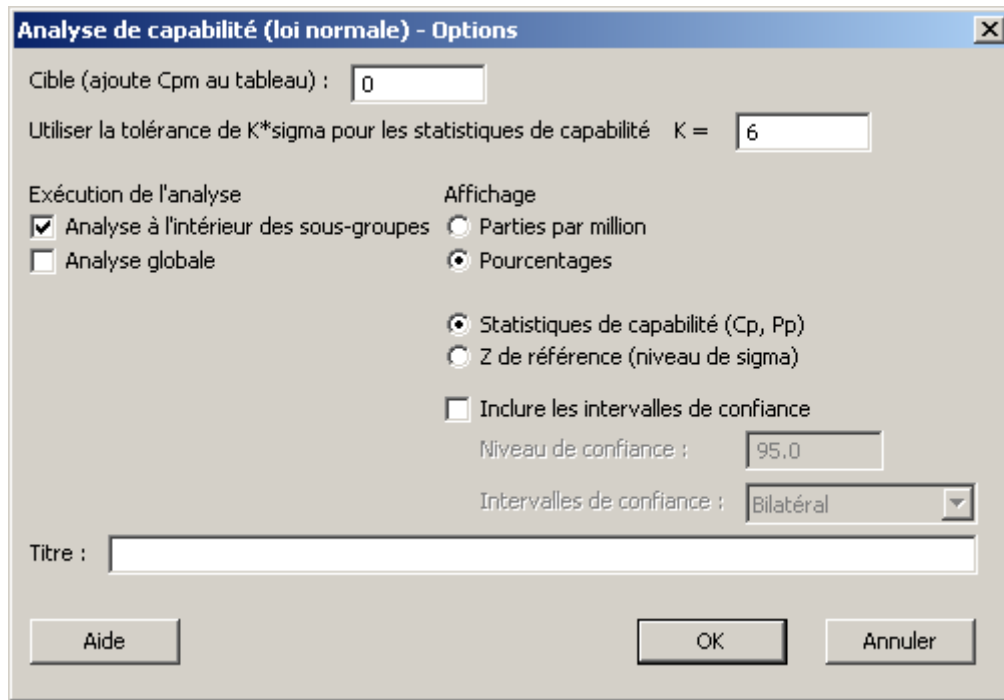 Analyse de capabilité (loi normale) - Options
Cible (ajoute Cpm au tableau) : 0
Utiliser la tolérance de K*sigma pour les statistiques de capabilité K = 6
Exécution de l'analyse
Analyse à l'intérieur des sous-groupes
Analyse globale
Affichage
Parties par million
Pourcentages
Statistiques de capabilité (Cp, Pp)
Z de référence (niveau de sigma)
Inclure les intervalles de confiance
Niveau de confiance : 95.0
Intervalles de confiance : Bilatéral
Titre :
Aide
OK
Annuler